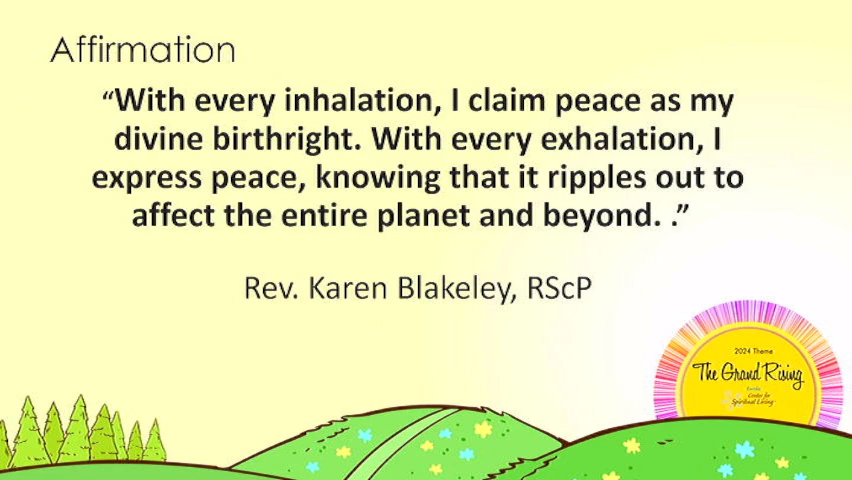 Affirmation
“With every inhalation, I claim peace as my
divine birthright. With every exhalation, I
express peace, knowing that it ripples out to
affect the entire planet and beyond. .”
Rev. Karen Blakeley, RScP
2024 Theme
The Grand Rising
Center for
Spiritual Living